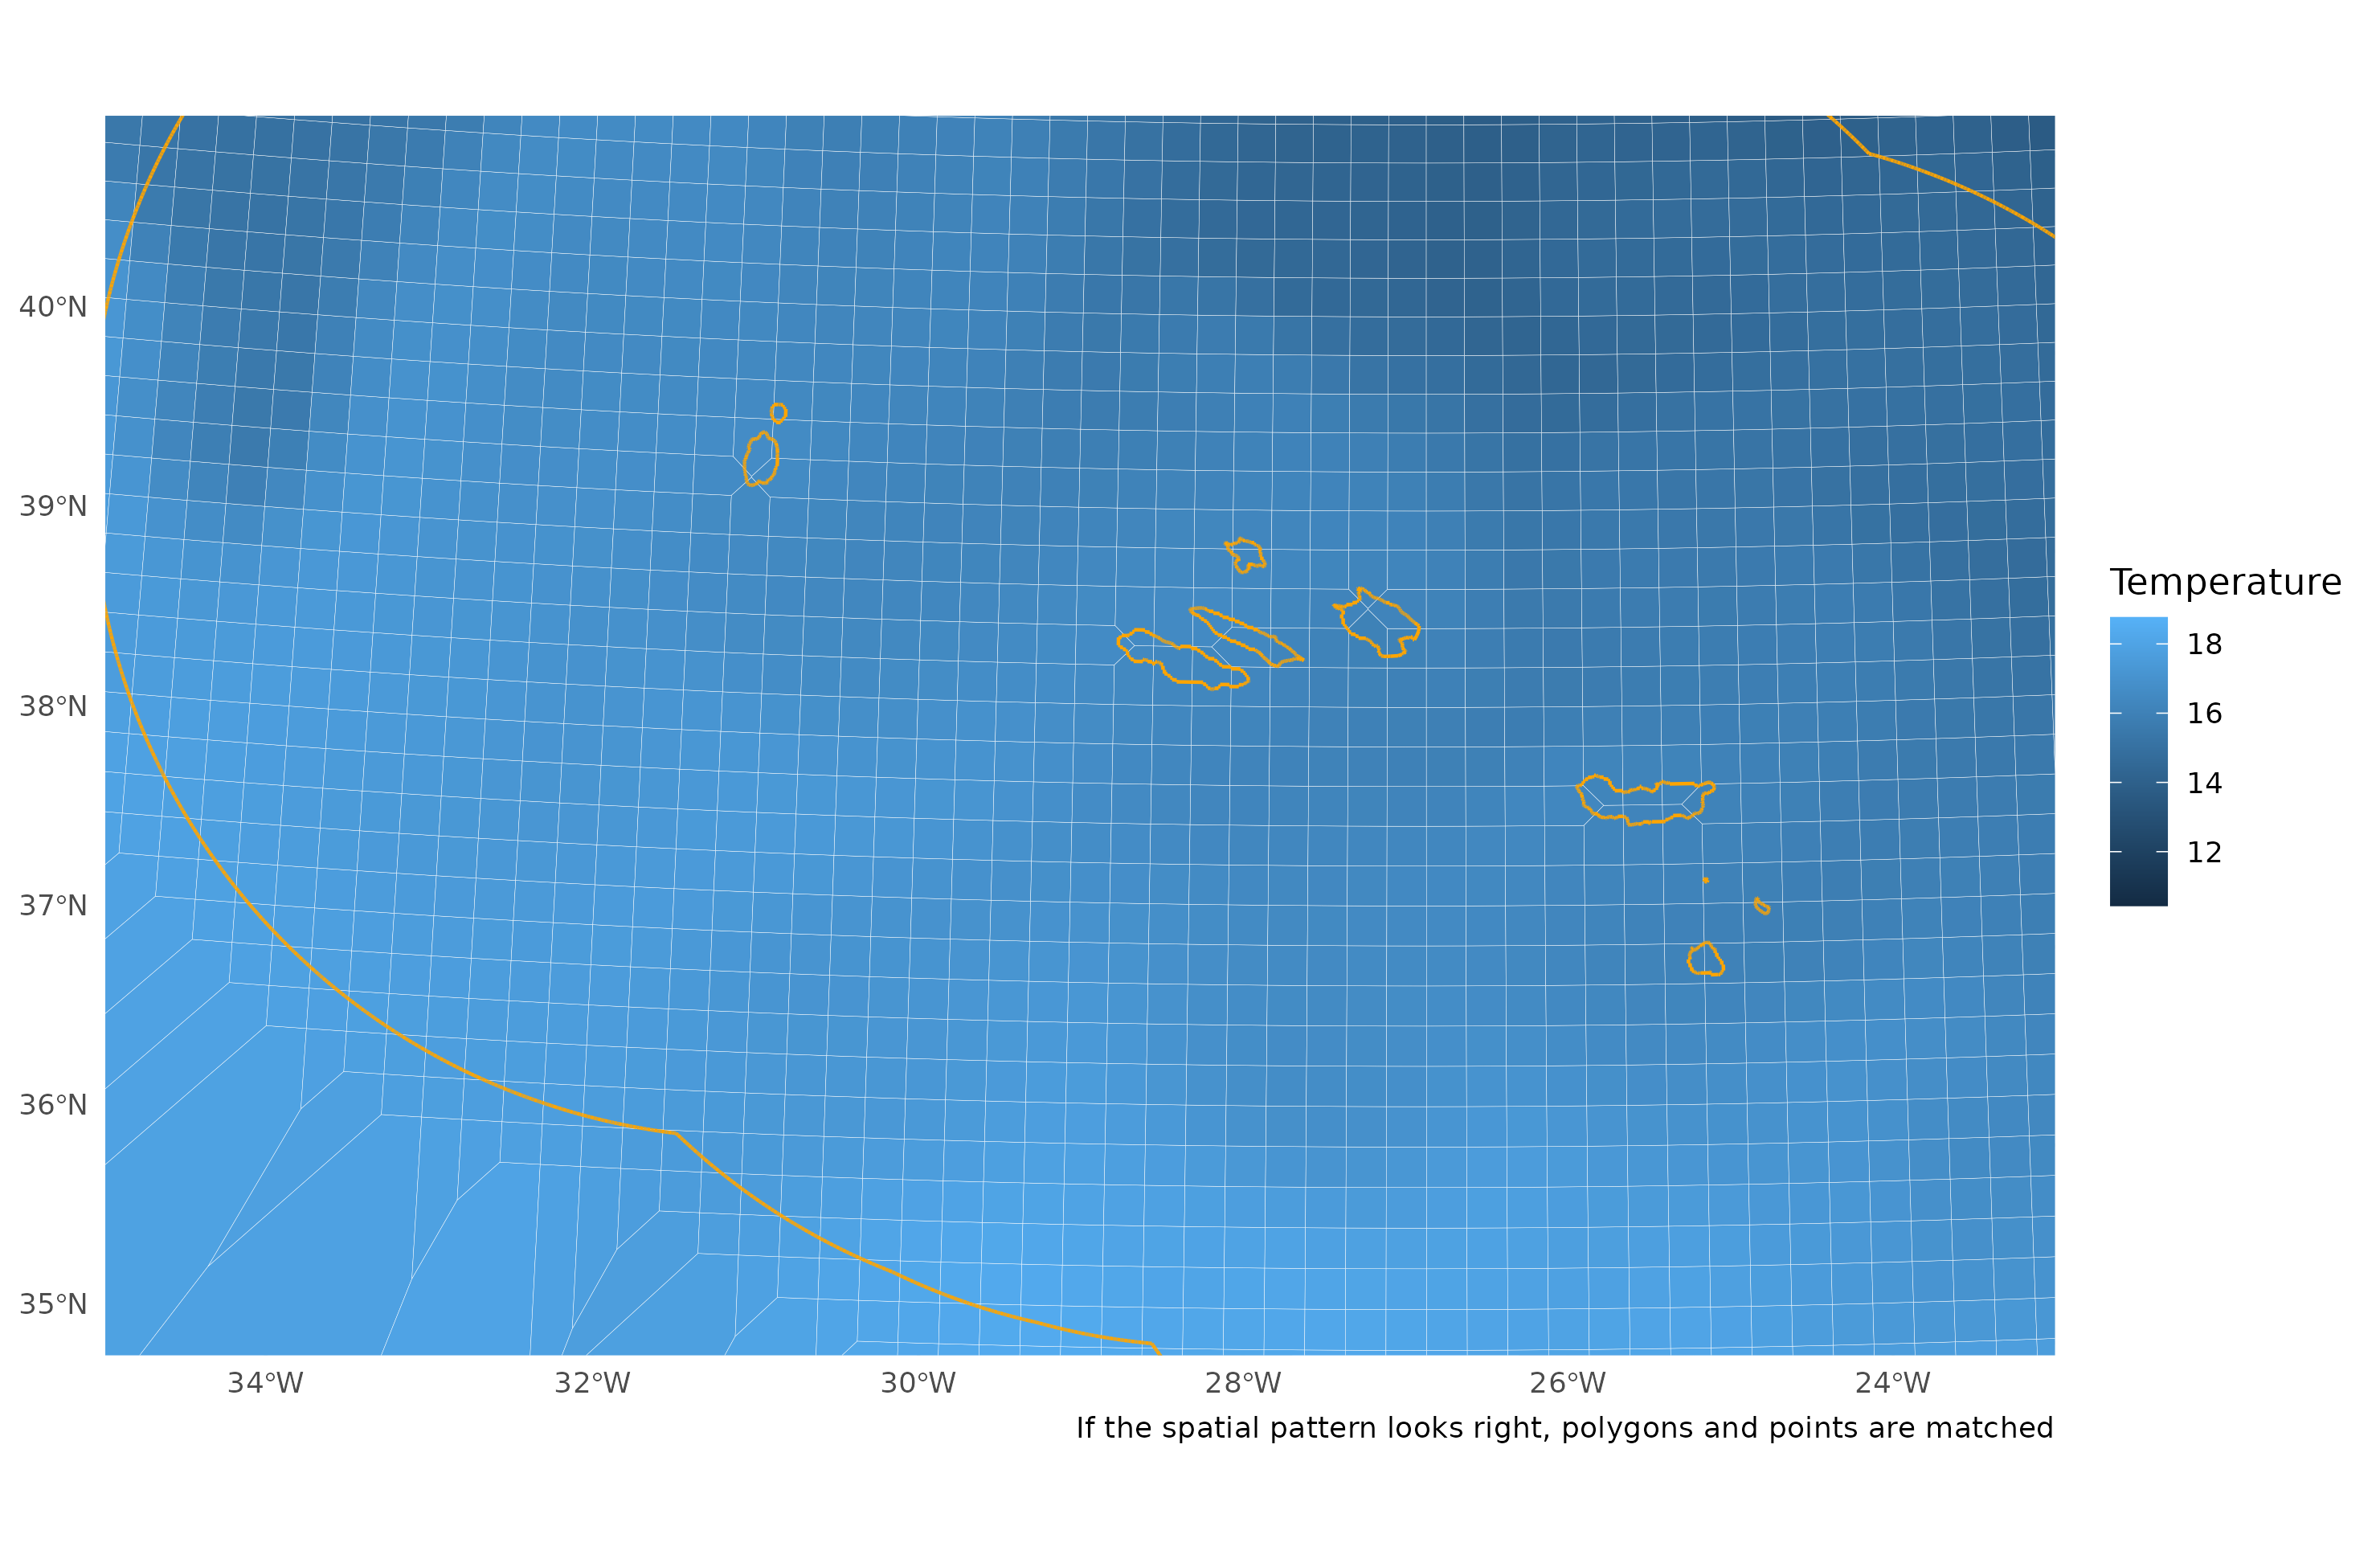 40°N
39°N
38°N
37°N
36°N
35°N
34°W
32°W
30°W
28°W
26°W
24°W
Temperature
18
16
14
12
If the spatial pattern looks right, polygons and points are matched